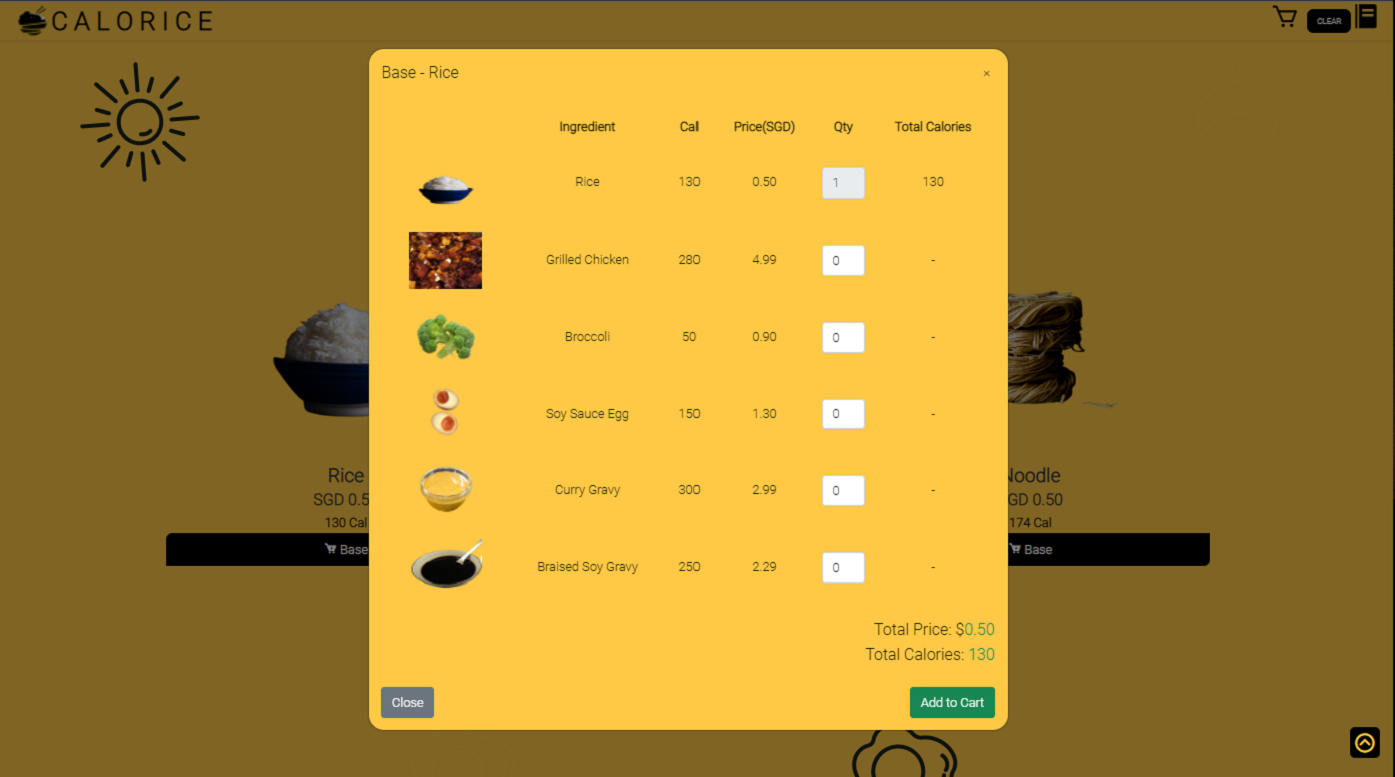 CALORICE
CLEAR
Base - Rice ×
Ingredient Call Price(SGD) Qty Total Calories
Rice 130 0.50 1 130
Grilled Chicken 280 4.99 0 -
Broccoli 50 0.90 0 -
Soy Sauce Egg 150 1.30 0 -
Curry Gravy 300 2.99 0 -
Braised Soy Gravy 250 2.29 0 -
Total Price: $0.50
Total Calories: 130
Close Add to Cart
Rice
SGD 0.5
130 Cal
Base
Noodle
GD 0.50
174 Cal
Base